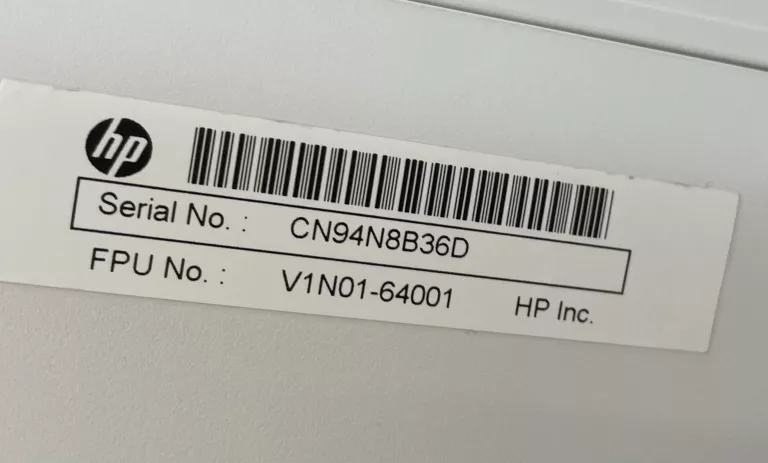 hp
Serial No. : CN94N8B36D
FPU No. : V1N01-64001 HP Inc.